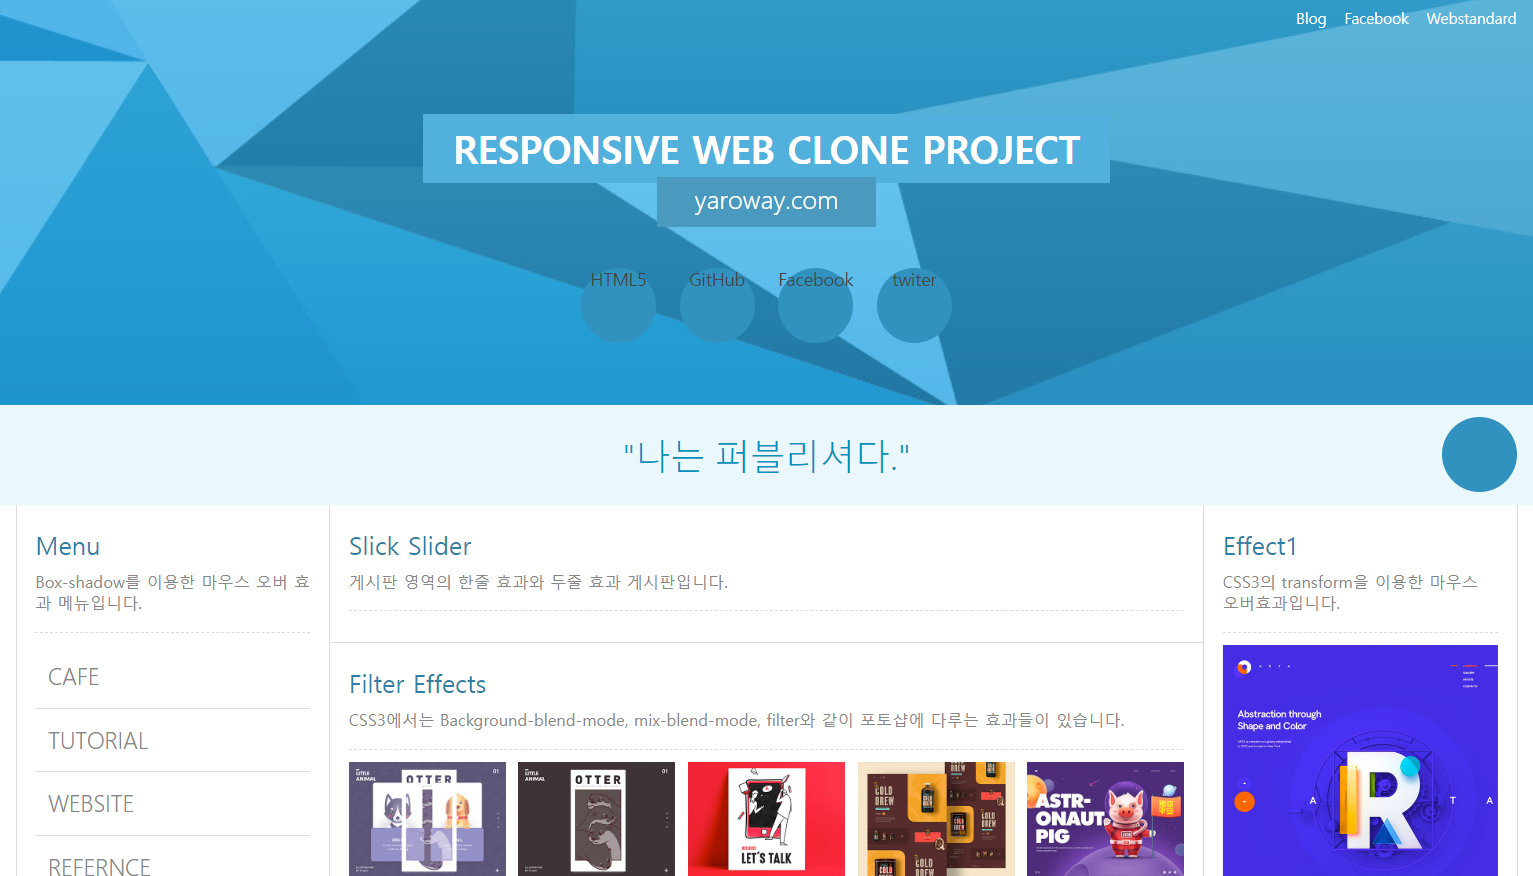 Blog Facebook Webstandard
RESPONSIVE WEB CLONE PROJECT
yaroway.com
HTML5 GitHub Facebook twiter
"나는 퍼블리셔다."
Menu
Box-shadow를 이용한 마우스 오버 효
과 메뉴입니다.
CAFE
TUTORIAL
WEBSITE
REFERNCE
Slick Slider
게시판 영역의 한줄 효과와 두줄 효과 게시판입니다.
Filter Effects
CSS3에서는 Background-blend-mode, mix-blend-mode, filter와 같이 포토샵에 다루는 효과들이 있습니다.
LITTLE
ANIMAL
OTTER
01
LITTLE
ANIMAL
OTTER
01
LET'S TALK
COLD
BREW
COLD
BREW
COLD
BREW
COLD
BREW
ASTR-
ONAUT.
PIG
Effect1
CSS3의 transform을 이용한 마우스
오버효과입니다.
A R T A
Abstraction through
Shape and Color
A R T A